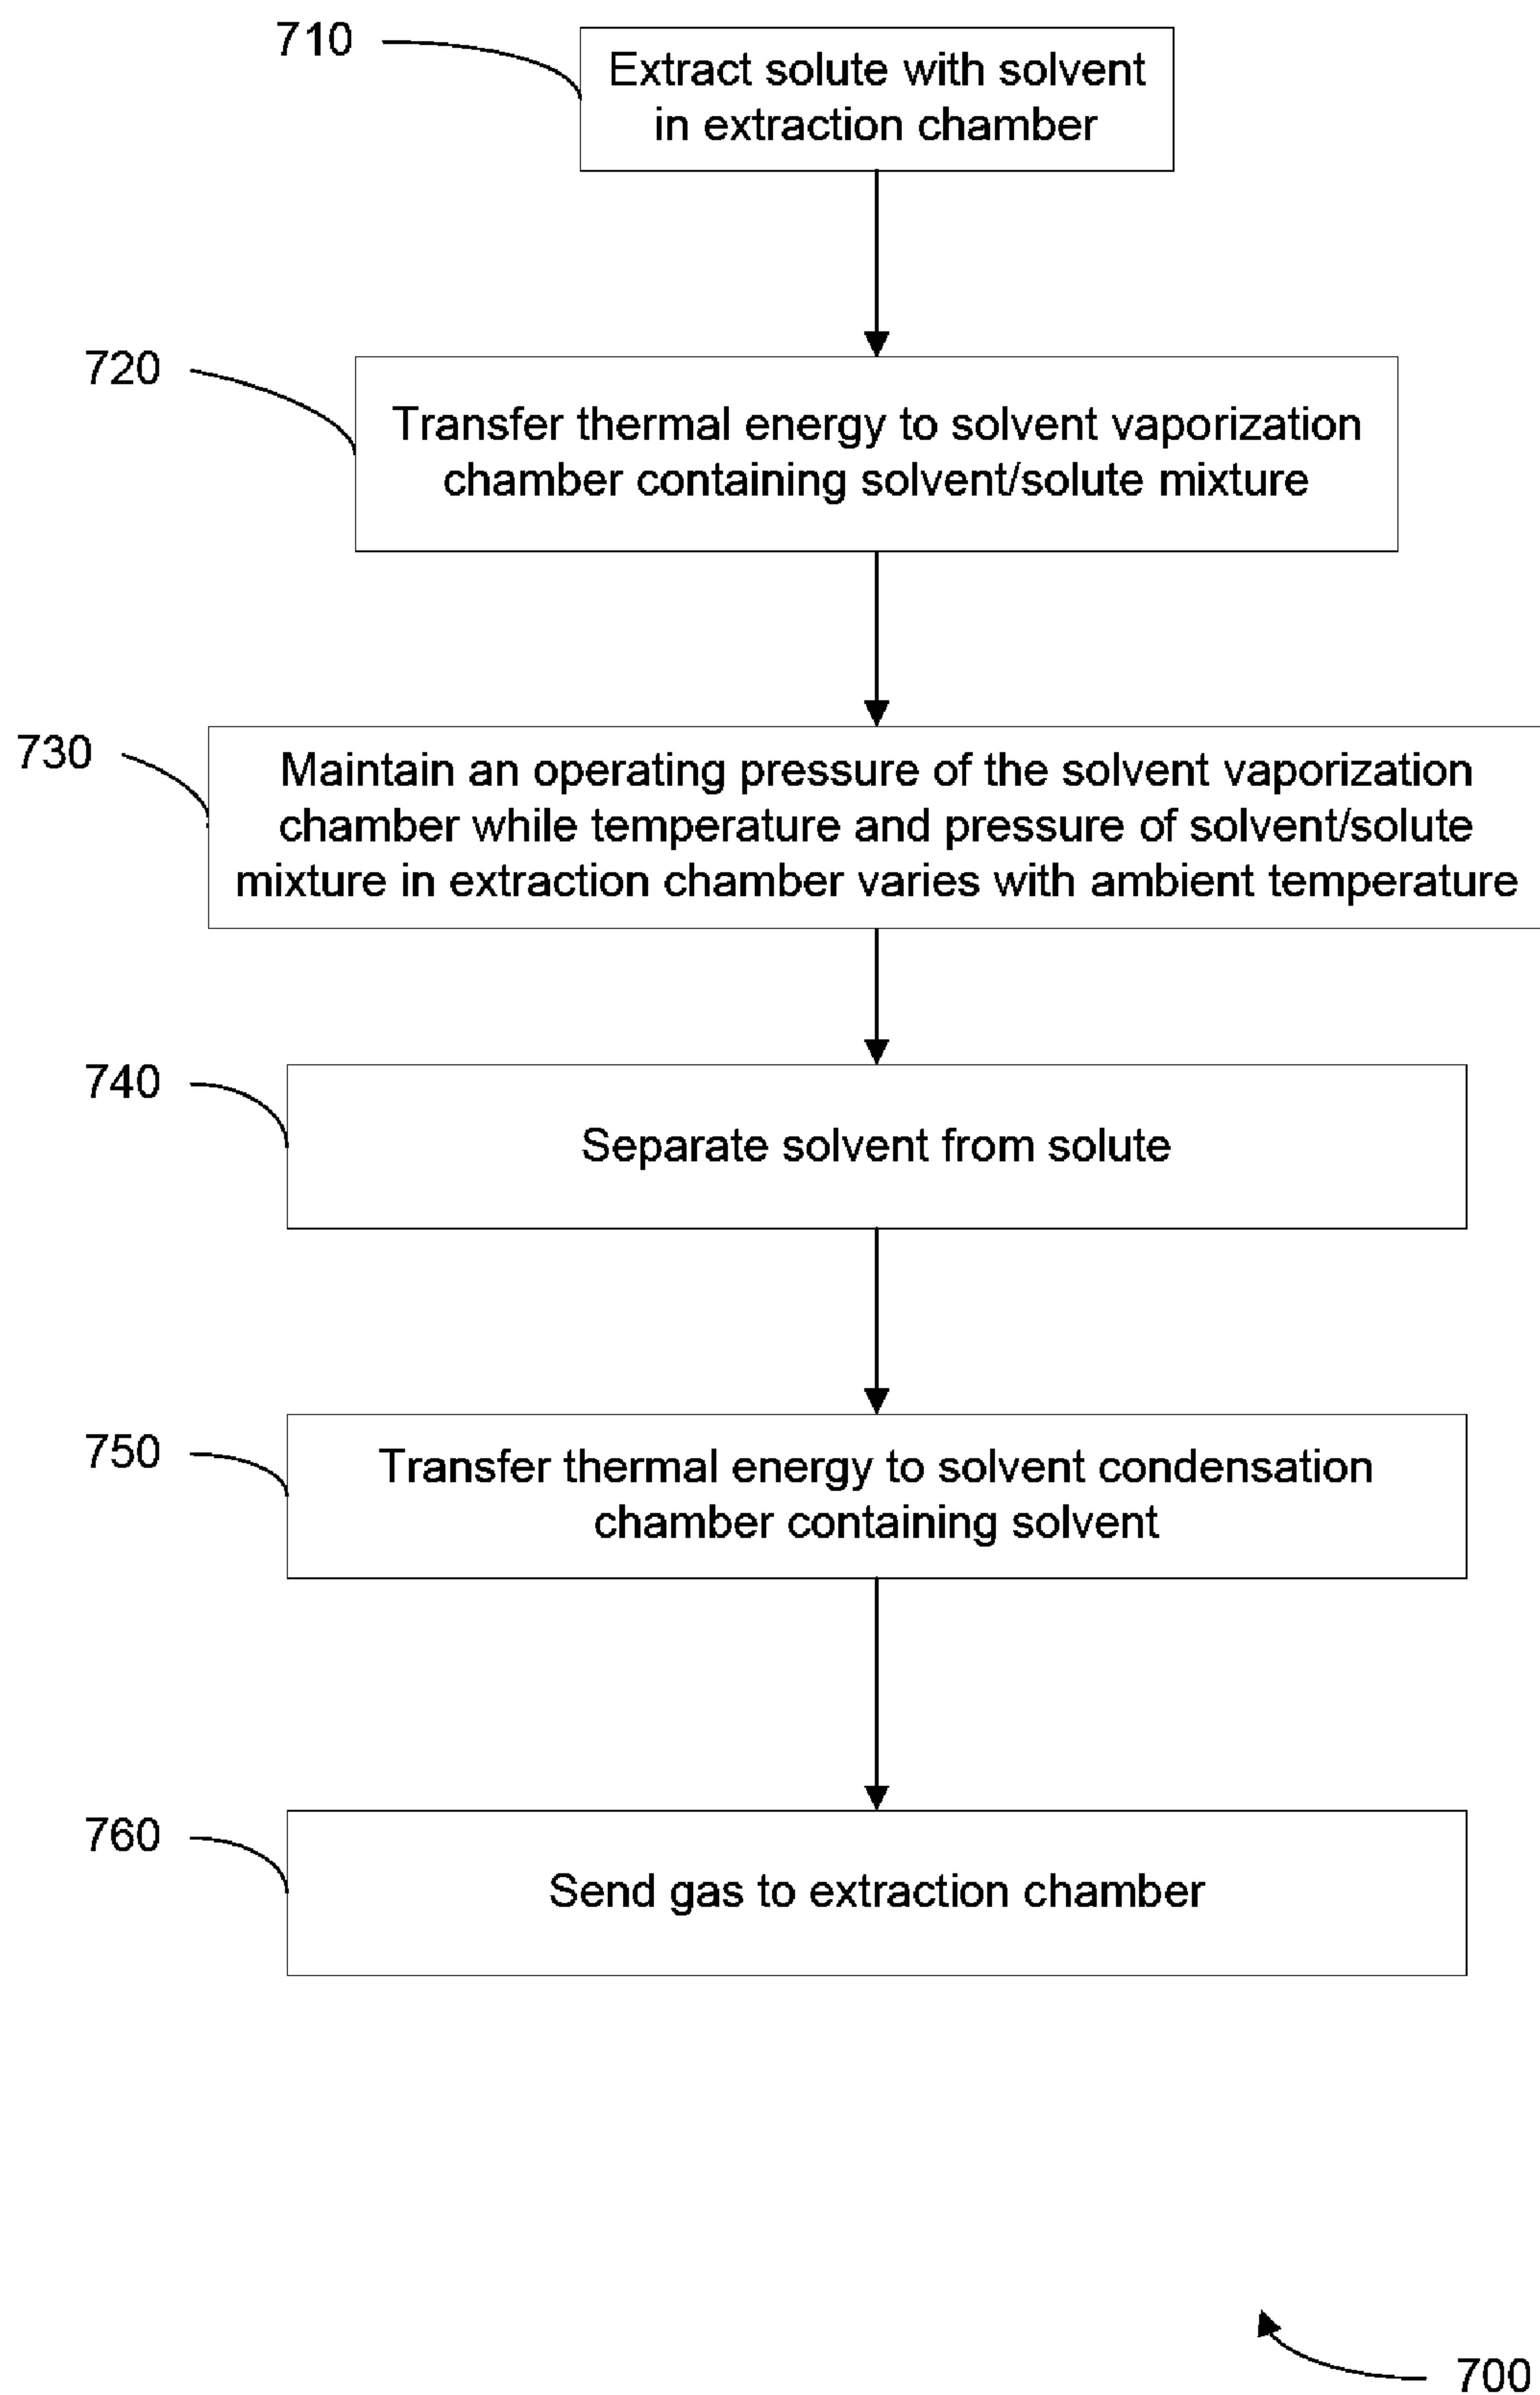 710
Extract solute with solvent
in extraction chamber
720
Transfer thermal energy to solvent vaporization
chamber containing solvent/solute mixture
730
Maintain an operating pressure of the solvent vaporization
chamber while temperature and pressure of solvent/solute
mixture in extraction chamber varies with ambient temperature
740
Separate solvent from solute
750
Transfer thermal energy to solvent condensation
chamber containing solvent
760
Send gas to extraction chamber
700